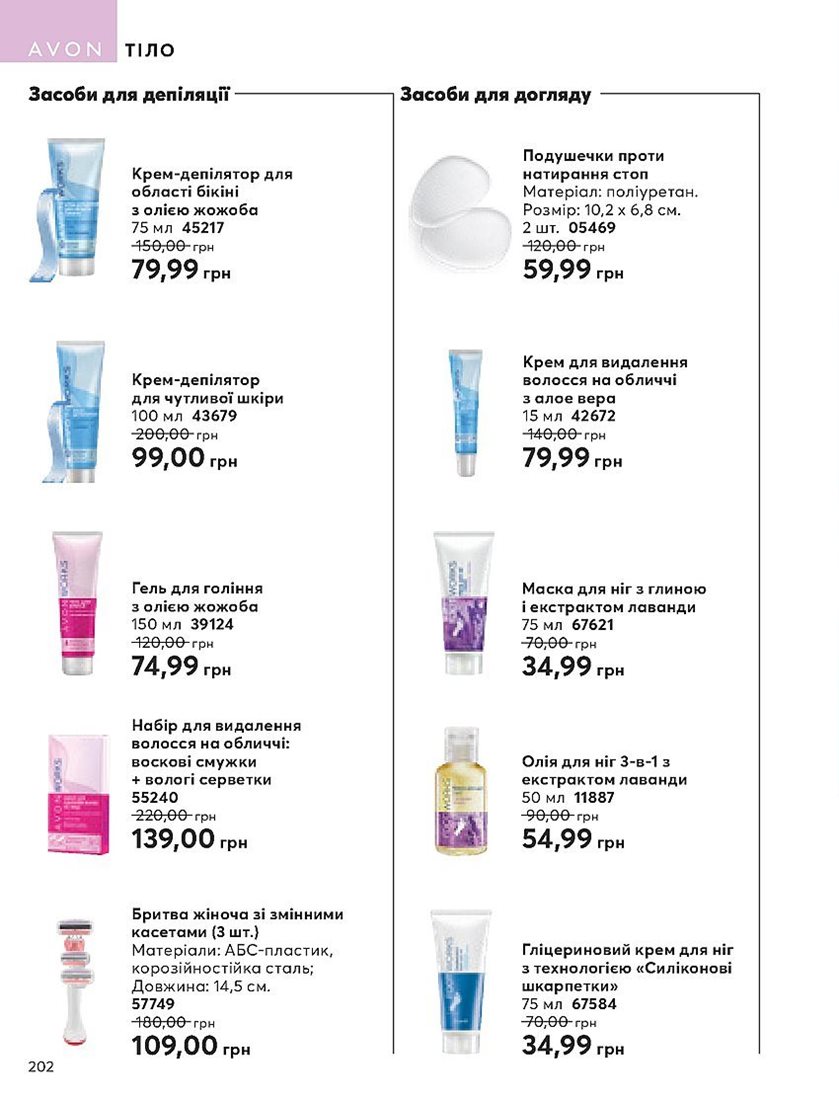 AVON ТІЛО
Засоби для депіляції
Крем-депілятор для
області бікіні
з олією жожоба
75 мл 45217
150,00 грн
79,99 грн
Крем-депілятор
для чутливої шкіри
100 мл 43679
200,00 грн
99,00 грн
Гель для гоління
з олією жожоба
150 мл 39124
120,00 грн
74,99 грн
Набір для видалення
волосся на обличчі:
воскові смужки
+ вологі серветки
55240
220,00 грн
139,00 грн
Бритва жіноча зі змінними
касетами (3 шт.)
Матеріали: АБС-пластик,
корозійностійка сталь;
Довжина: 14,5 см.
57749
180,00 грн
109,00 грн
Засоби для догляду
Подушечки проти
натирання стоп
Матеріал: поліуретан.
Розмір: 10,2 х 6,8 см.
2 шт. 05469
120,00 грн
59,99 грн
Крем для видалення
волосся на обличчі
з алое вера
15 мл 42672
140,00 грн
79,99 грн
Маска для ніг з глиною
і екстрактом лаванди
75 мл 67621
70,00 грн
34,99 грн
Олія для ніг 3-в-1 з
екстрактом лаванди
50 мл 11887
90,00 грн
54,99 грн
Гліцериновий крем для ніг
з технологією «Силіконові
шкарпетки»
75 мл 67584
70,00 грн
34,99 грн
202